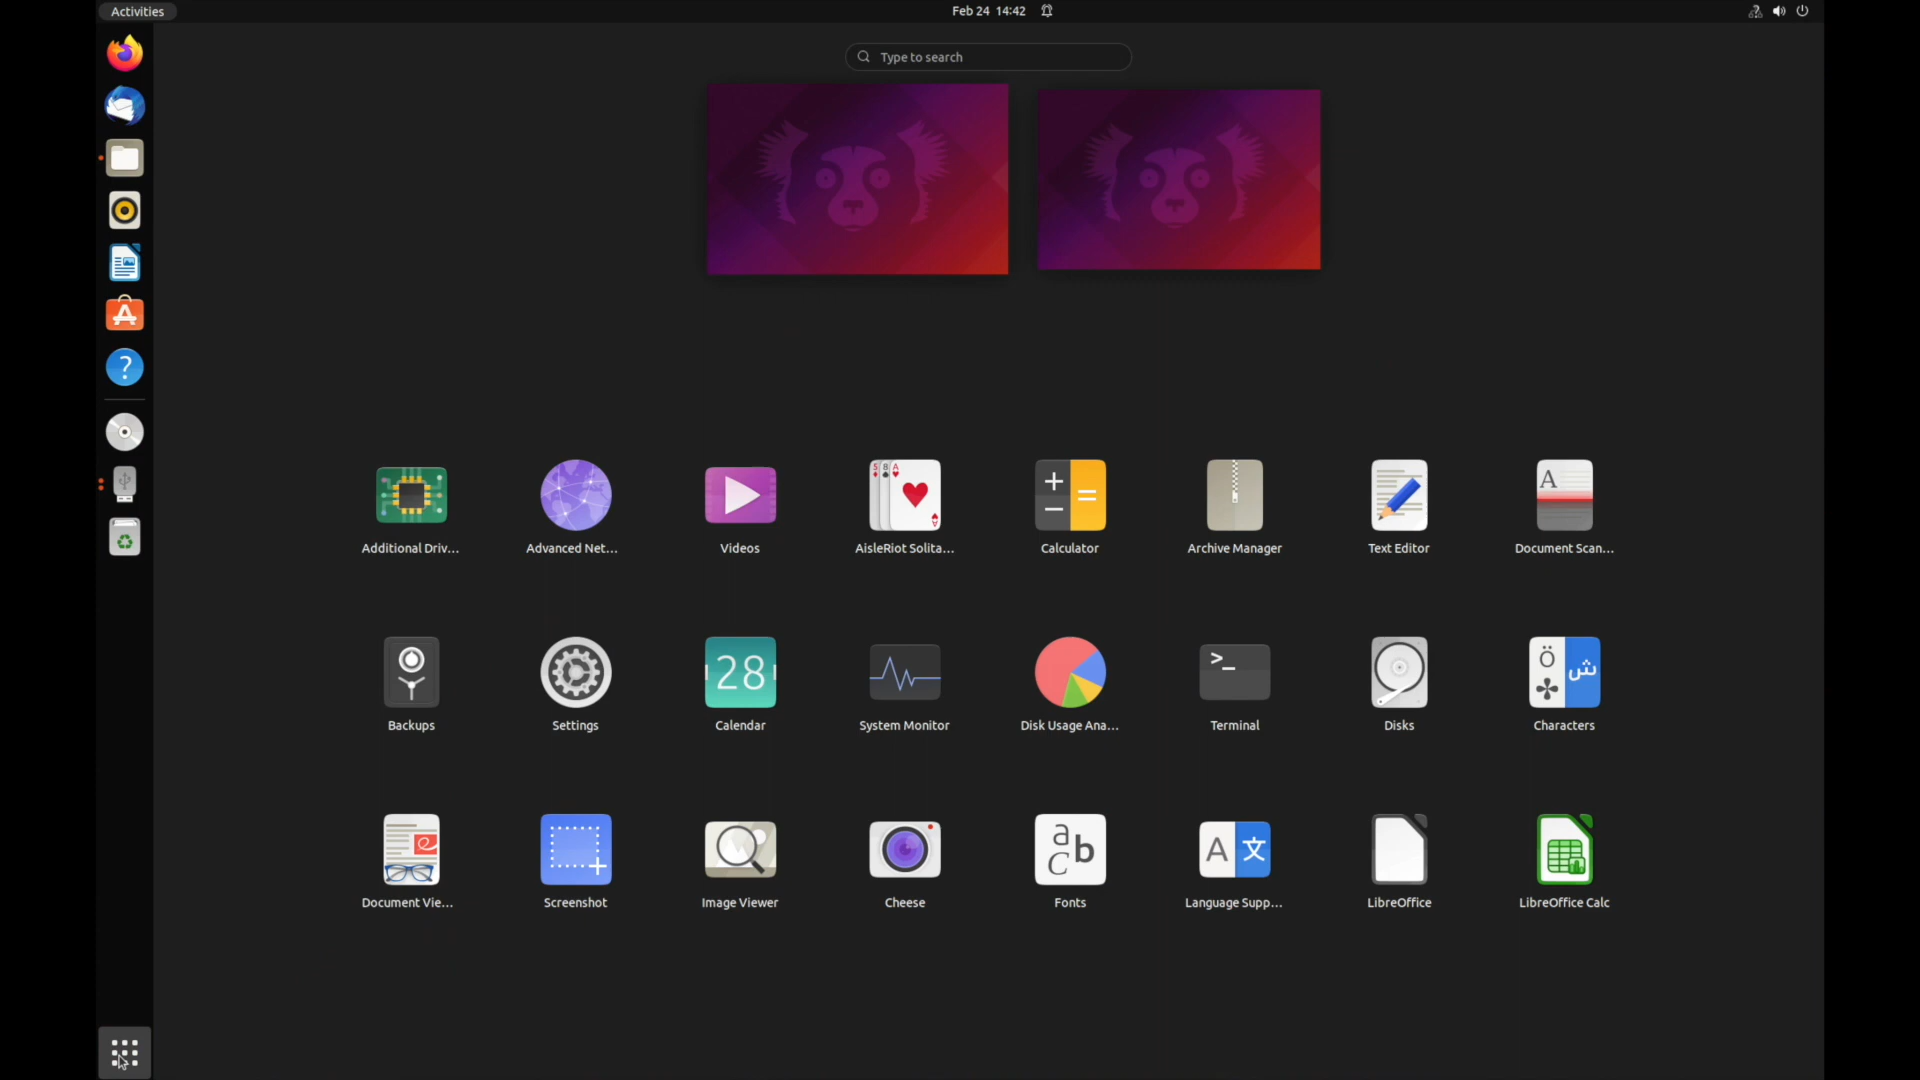 Activities
Feb 24 14:42
Type to search
Additional Driv...
Advanced Net...
Videos
AisleRiot Solita...
Calculator
Archive Manager
Text Editor
Document Scan...
Backups
Settings
Calendar
System Monitor
Disk Usage Ana...
Terminal
Disks
Characters
Document Vie...
Screenshot
Image Viewer
Cheese
Fonts
Language Supp...
LibreOffice
LibreOffice Calc